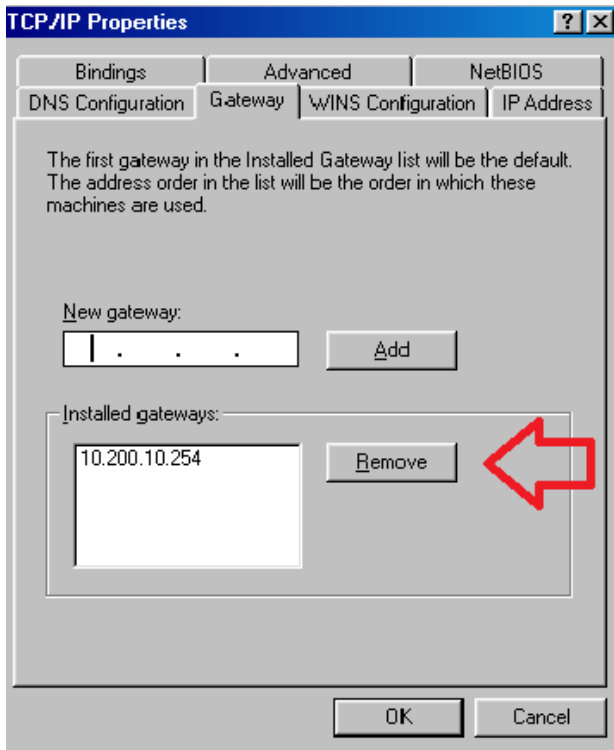 TCP/IP Properties
Bindings Advanced NetBIOS
DNS Configuration Gateway WINS Configuration IP Address
The first gateway in the Installed Gateway list will be the default.
The address order in the list will be the order in which these
machines are used.
New gateway:
. . . Add
Installed gateways:
10.200.10.254 Remove
OK Cancel